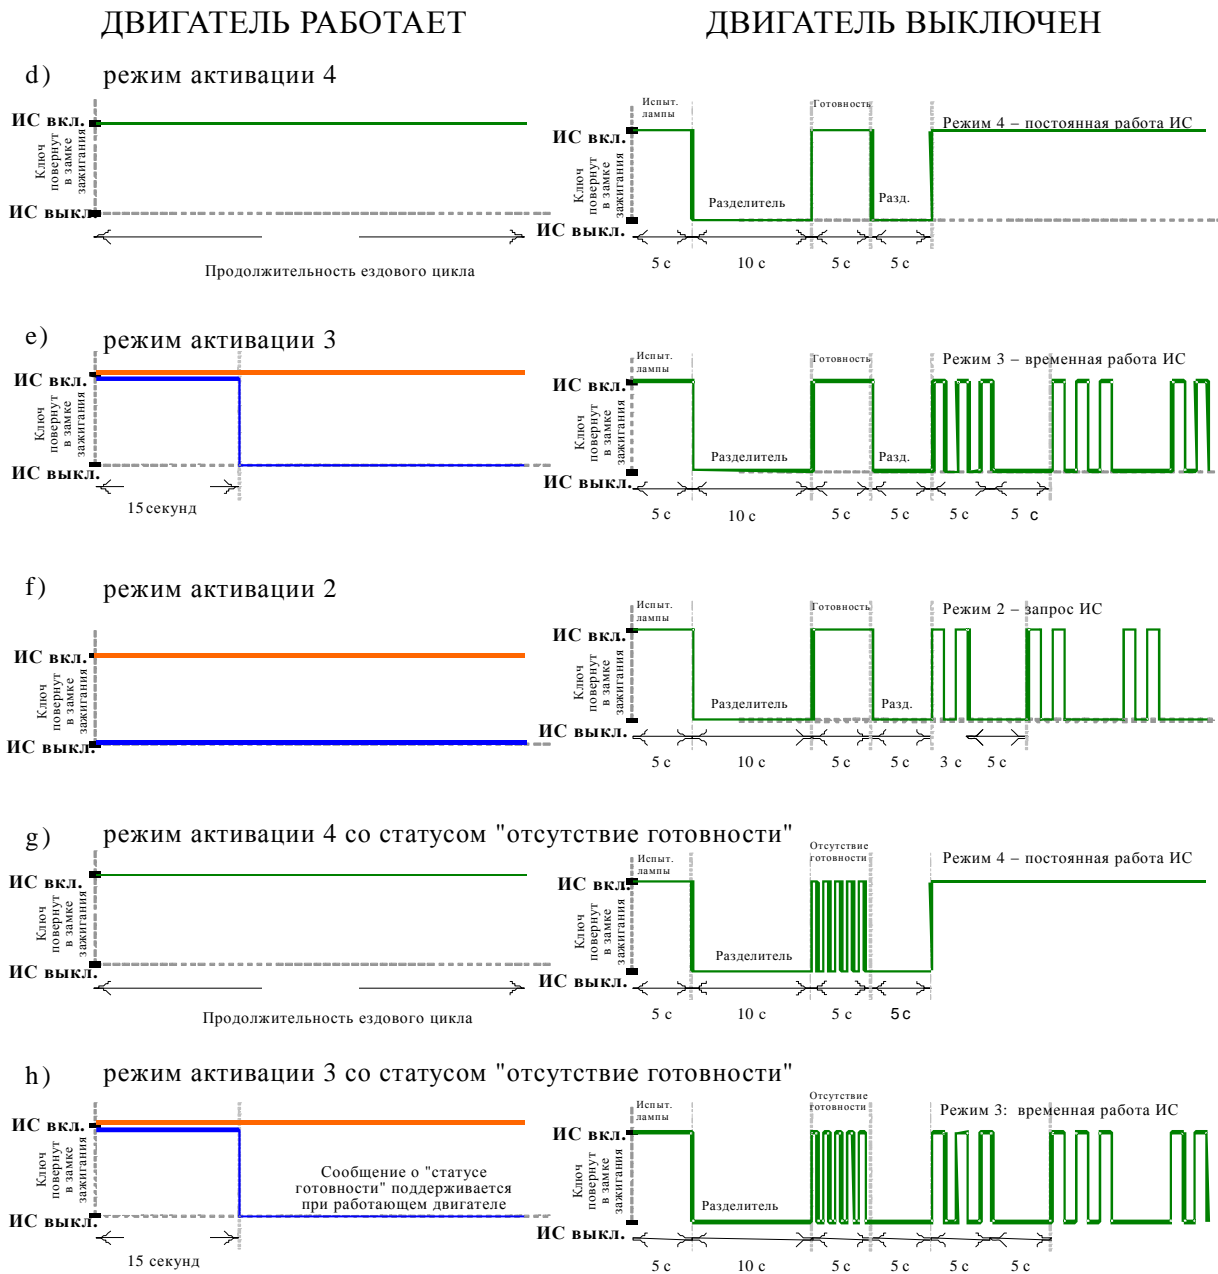 ДВИГАТЕЛЬ РАБОТАЕТ
ДВИГАТЕЛЬ ВЫКЛЮЧЕН
d) режим активации 4
ИС вкл.
Ключ
повернут
в замке
зажигания
ИС выкл.
Продолжительность ездового цикла
Испыт.
лампы
Готовность
Режим 4 – постоянная работа ИС
ИС вкл.
Ключ
повернут
в замке
зажигания
Разделитель
Разд.
ИС выкл.
5 с 10 с 5 с 5 с
e) режим активации 3
ИС вкл.
Ключ
повернут
в замке
зажигания
ИС выкл.
15 секунд
Испыт.
лампы
Готовность
Режим 3 – временная работа ИС
ИС вкл.
Ключ
повернут
в замке
зажигания
Разделитель
Разд.
ИС выкл.
5 с 10 с 5 с 5 с 5 с 5 с
f) режим активации 2
ИС вкл.
Ключ
повернут
в замке
зажигания
ИС выкл.
Испыт.
лампы
Готовность
Режим 2 – запрос ИС
ИС вкл.
Ключ
повернут
в замке
зажигания
Разделитель
Разд.
ИС выкл.
5 с 10 с 5 с 5 с 3 с 5 с
g) режим активации 4 со статусом "отсутствие готовности"
ИС вкл.
Ключ
повернут
в замке
зажигания
ИС выкл.
Продолжительность ездового цикла
Испыт.
лампы
Отсутствие
готовности
Режим 4 – постоянная работа ИС
ИС вкл.
Ключ
повернут
в замке
зажигания
Разделитель
ИС выкл.
5 с 10 с 5 с 5 с
h) режим активации 3 со статусом "отсутствие готовности"
ИС вкл.
Ключ
повернут
в замке
зажигания
Сообщение о "статусе
готовности" поддерживается
при работающем двигателе
ИС выкл.
15 секунд
Испыт.
лампы
Отсутствие
готовности
Режим 3: временная работа ИС
ИС вкл.
Ключ
повернут
в замке
зажигания
Разделитель
ИС выкл.
5 с 10 с 5 с 5 с 5 с 5 с